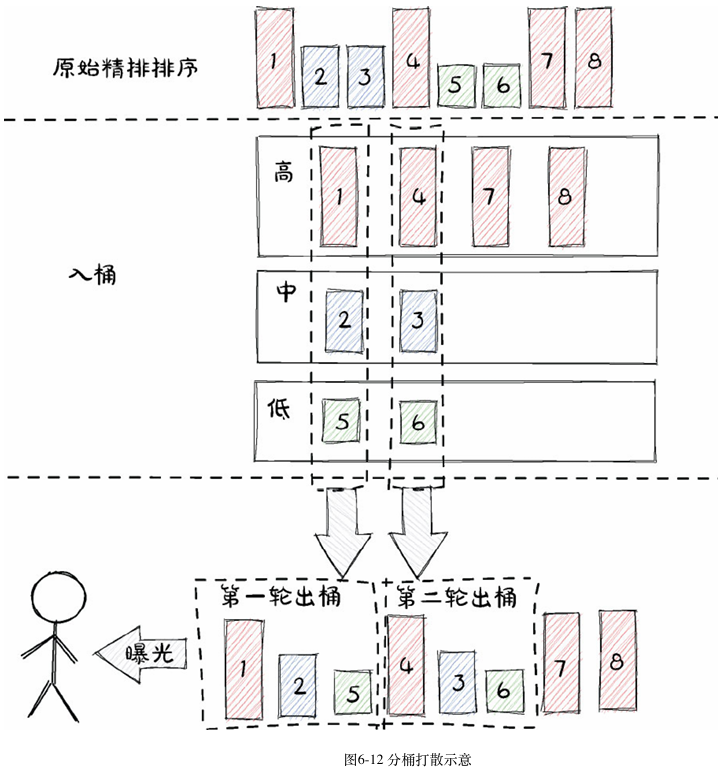 原始精排排序
1 2 3 4 5 6 7 8
高
1 4 7 8
入桶
中
2 3
低
5 6
第一轮出桶 第二轮出桶
曝光
1 2 5 4 3 6 7 8
图6-12 分桶打散示意